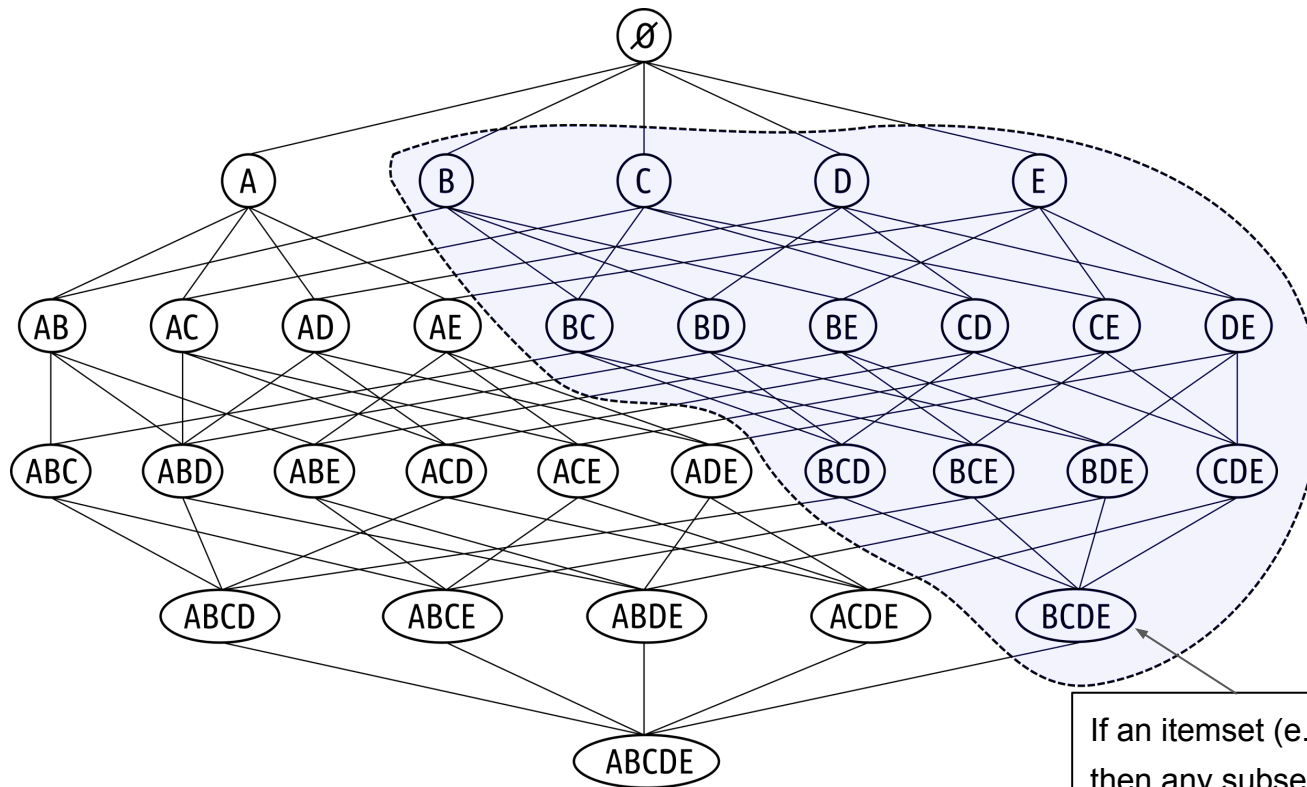 Ø
A B C D E
AB AC AD AE BC BD BE CD CE DE
ABC ABD ABE ACD ACE ADE BCD BCE BDE CDE
ABCD ABCE ABDE ACDE BCDE
ABCDE
If an itemset (e.
then any subse